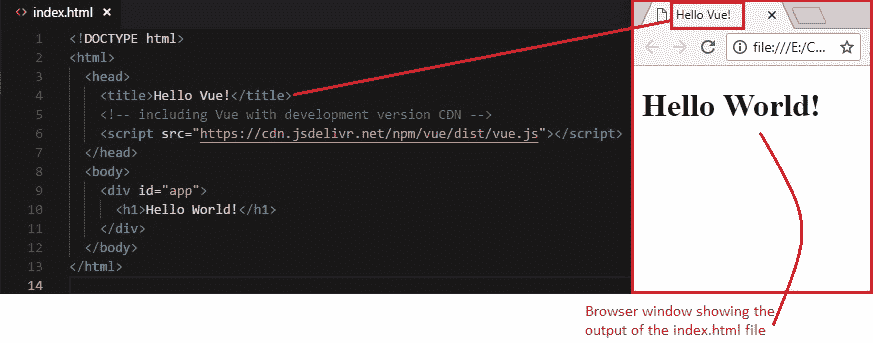 index.html
1 <!DOCTYPE html>
2 <html>
3 <head>
4 <title>Hello Vue!</title>
5 <!-- including Vue with development version CDN -->
6 <script src="https://cdn.jsdelivr.net/npm/vue/dist/vue.js"></script>
7 </head>
8 <body>
9 <div id="app">
10 <h1>Hello World!</h1>
11 </div>
12 </body>
13 </html>
14
Hello Vue!
file:///E:/C...
Hello World!
Browser window showing the
output of the index.html file